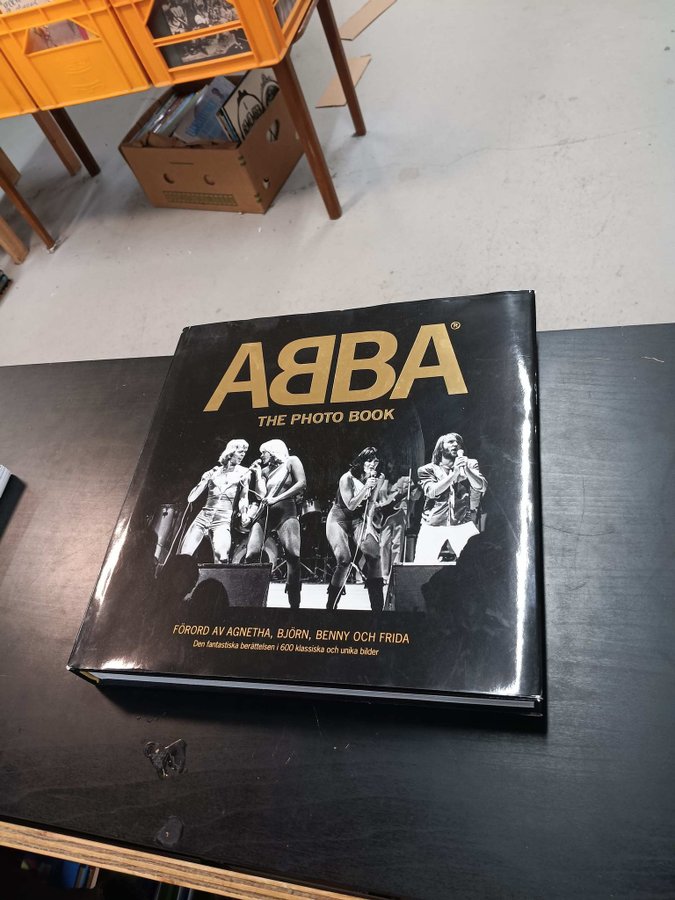 ABBA®
THE PHOTO BOOK
FÖRORD AV AGNETHA, BJÖRN, BENNY OCH FRIDA
Den fantastiska berättelsen i 600 klassiska och unika bilder